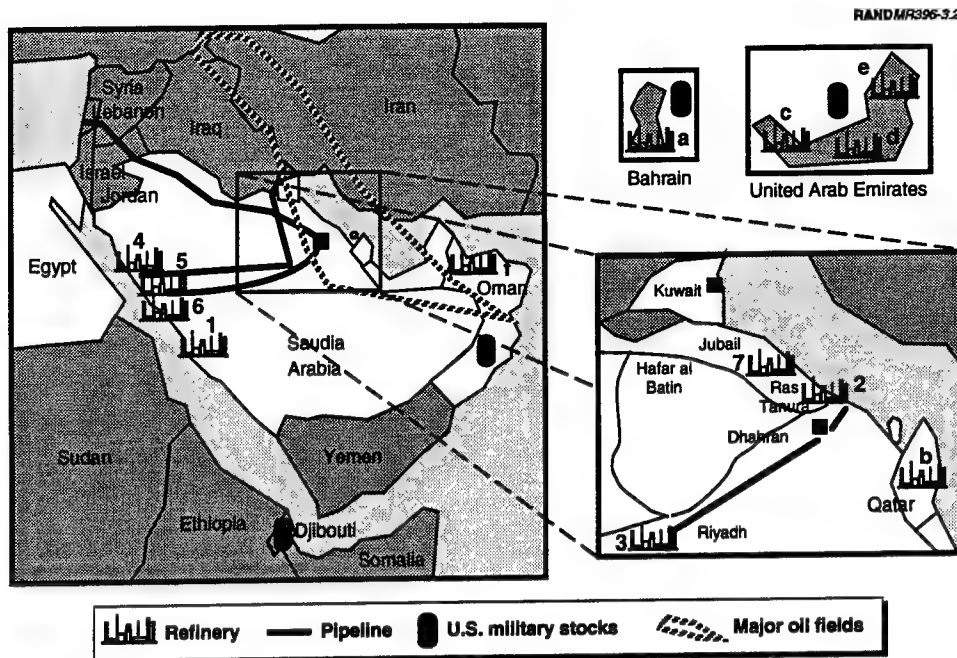 RANDMR396-3.2
Syria
Lebanon
Iraq
Iran
Israel
Jordan
Egypt
4
5
6
1
Saudia
Arabia
f
Oman
Yemen
Sudan
Ethiopia
Djibouti
Somalia
a
Bahrain
e
c
d
United Arab Emirates
Kuwait
Jubail
Hafar al
Batin
7
Ras
Tanura
2
Dhahran
b
Qatar
3
Riyadh
Refinery
Pipeline
U.S. military stocks
Major oil fields